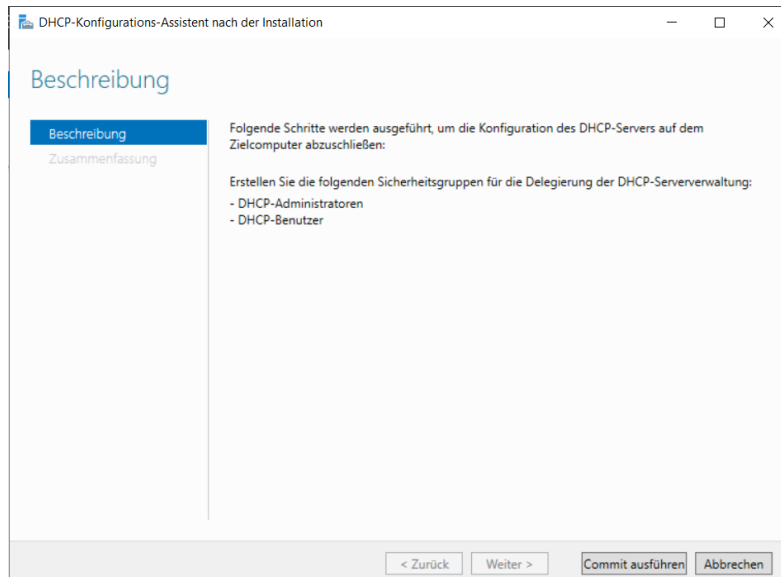 DHCP-Konfigurations-Assistent nach der Installation
Beschreibung
Beschreibung
Zusammenfassung
Folgende Schritte werden ausgeführt, um die Konfiguration des DHCP-Servers auf dem
Zielcomputer abzuschließen:
Erstellen Sie die folgenden Sicherheitsgruppen für die Delegierung der DHCP-Serververwaltung:
- DHCP-Administratoren
- DHCP-Benutzer
< Zurück
Weiter >
Commit ausführen
Abbrechen